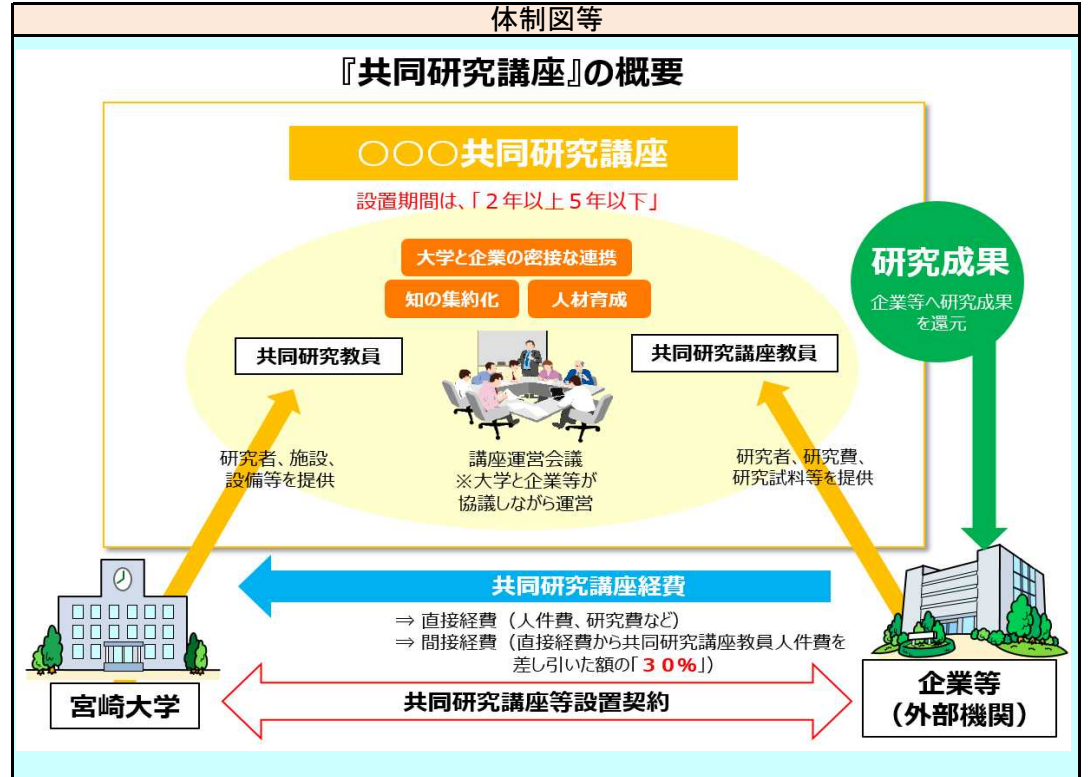 体制図等
『共同研究講座』の概要
○○○共同研究講座
設置期間は、「２年以上５年以下」
大学と企業の密接な連携
知の集約化
人材育成
研究成果
企業等へ研究成果
を還元
共同研究教員
共同研究講座教員
研究者、施設、
設備等を提供
講座運営会議
※大学と企業等が
協議しながら運営
研究者、研究費、
研究試料等を提供
共同研究講座経費
⇒ 直接経費（人件費、研究費など）
⇒ 間接経費（直接経費から共同研究講座教員人件費を
差し引いた額の「３０%」）
共同研究講座等設置契約
宮崎大学
企業等
（外部機関）